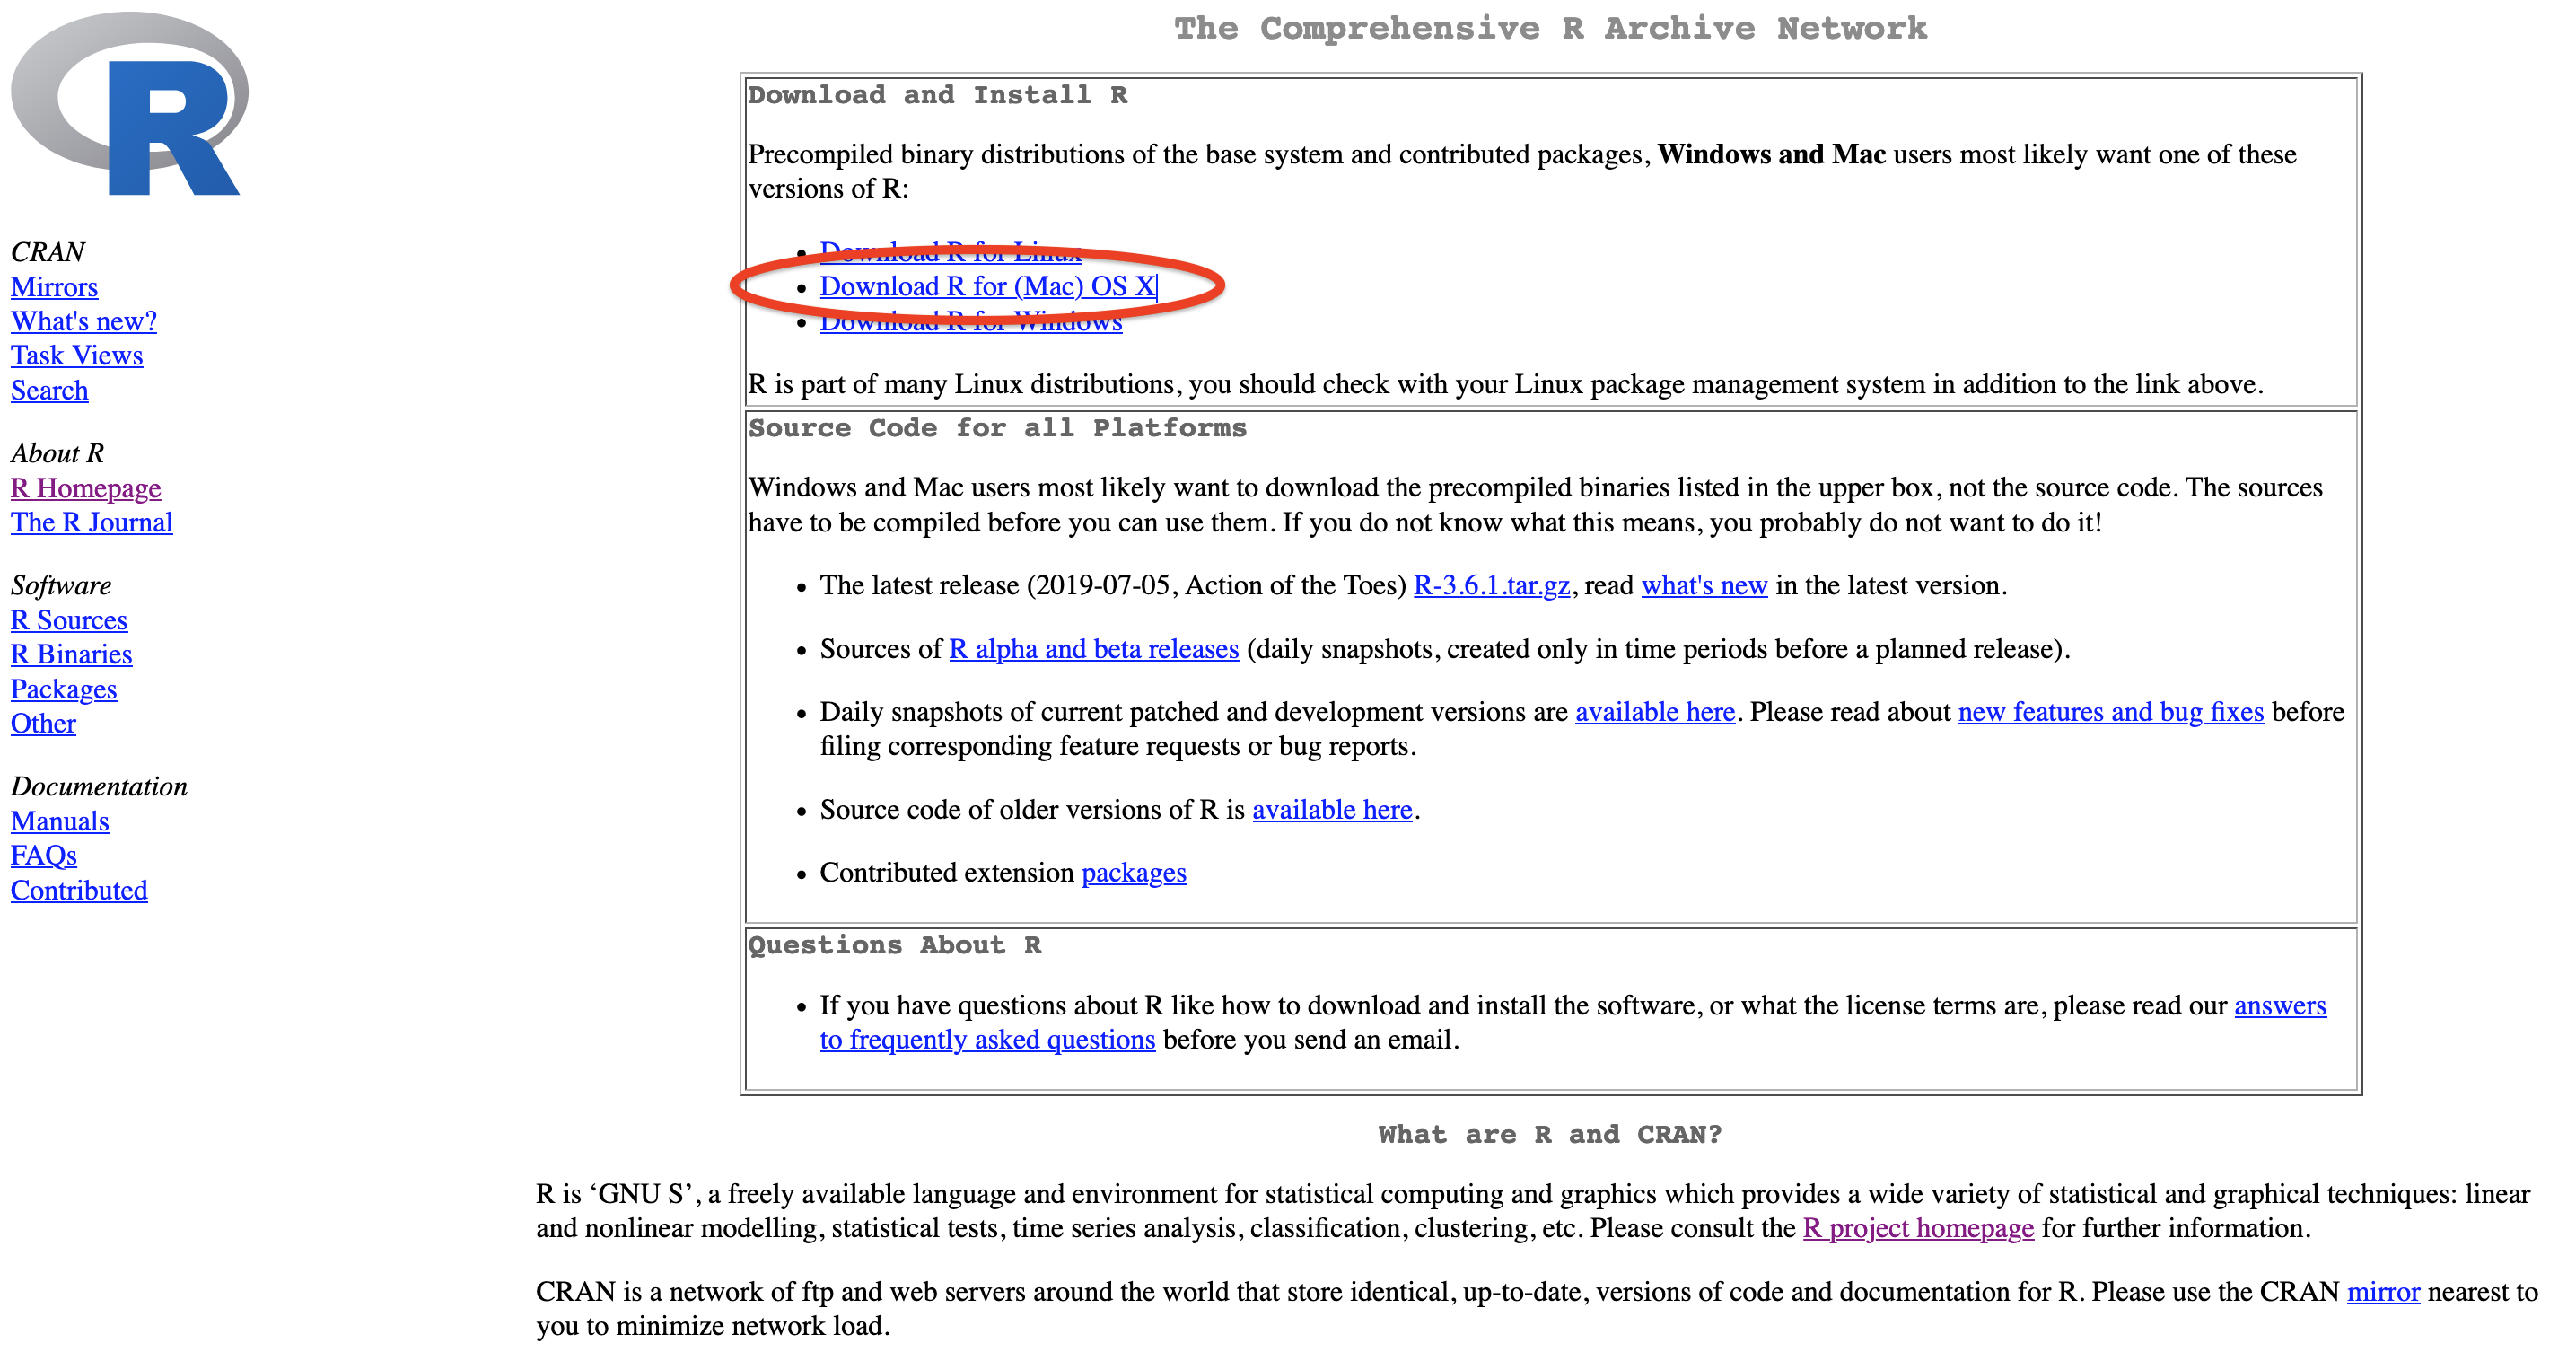 R
CRAN
Mirrors
What's new?
Task Views
Search
About R
R Homepage
The R Journal
Software
R Sources
R Binaries
Packages
Other
Documentation
Manuals
FAQs
Contributed
The Comprehensive R Archive Network
Download and Install R
Precompiled binary distributions of the base system and contributed packages, Windows and Mac users most likely want one of these
versions of R:
• Download R for Linux
• Download R for (Mac) OS X
• Download R for Windows
R is part of many Linux distributions, you should check with your Linux package management system in addition to the link above.
Source Code for all Platforms
Windows and Mac users most likely want to download the precompiled binaries listed in the upper box, not the source code. The sources
have to be compiled before you can use them. If you do not know what this means, you probably do not want to do it!
• The latest release (2019-07-05, Action of the Toes) R-3.6.1.tar.gz, read what's new in the latest version.
• Sources of R alpha and beta releases (daily snapshots, created only in time periods before a planned release).
• Daily snapshots of current patched and development versions are available here. Please read about new features and bug fixes before
filing corresponding feature requests or bug reports.
• Source code of older versions of R is available here.
• Contributed extension packages
Questions About R
• If you have questions about R like how to download and install the software, or what the license terms are, please read our answers
to frequently asked questions before you send an email.
What are R and CRAN?
R is ‘GNU S’, a freely available language and environment for statistical computing and graphics which provides a wide variety of statistical and graphical techniques: linear
and nonlinear modelling, statistical tests, time series analysis, classification, clustering, etc. Please consult the R project homepage for further information.
CRAN is a network of ftp and web servers around the world that store identical, up-to-date, versions of code and documentation for R. Please use the CRAN mirror nearest to
you to minimize network load.